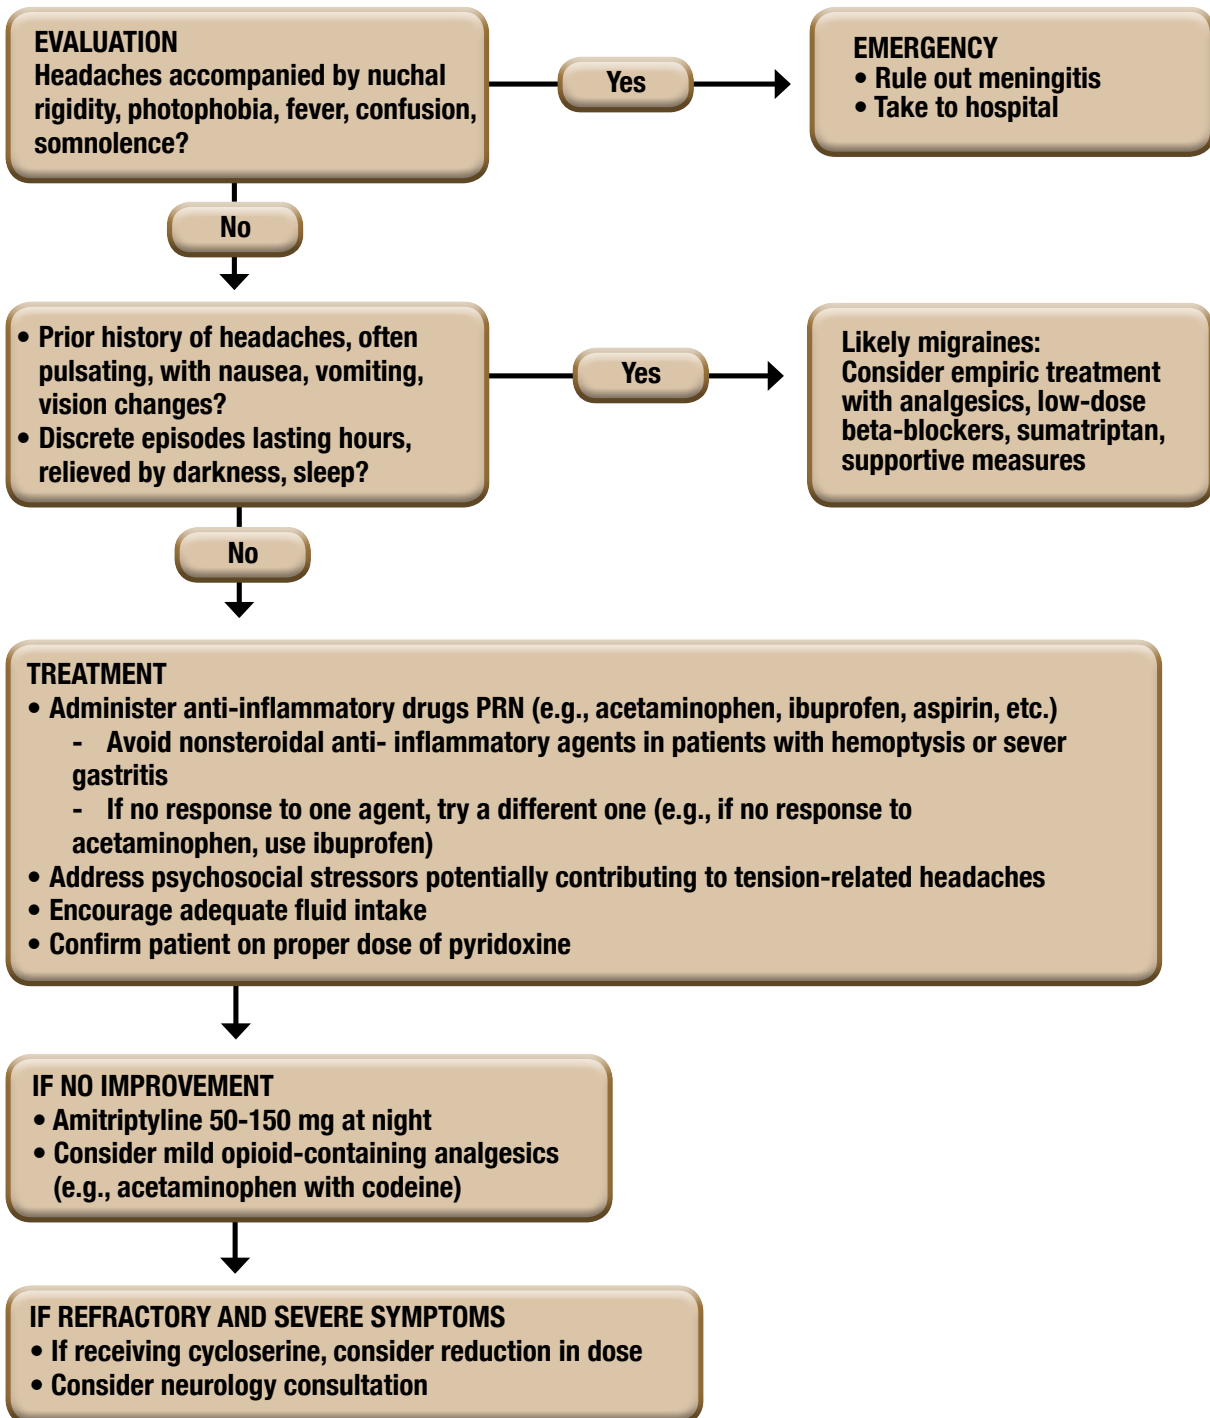 EVALUATION
Headaches accompanied by nuchal
rigidity, photophobia, fever, confusion,
somnolence?
Yes
EMERGENCY
• Rule out meningitis
• Take to hospital
No
• Prior history of headaches, often
pulsating, with nausea, vomiting,
vision changes?
• Discrete episodes lasting hours,
relieved by darkness, sleep?
Yes
Likely migraines:
Consider empiric treatment
with analgesics, low-dose
beta-blockers, sumatriptan,
supportive measures
No
TREATMENT
• Administer anti-inflammatory drugs PRN (e.g., acetaminophen, ibuprofen, aspirin, etc.)
- Avoid nonsteroidal anti- inflammatory agents in patients with hemoptysis or sever
gastritis
- If no response to one agent, try a different one (e.g., if no response to
acetaminophen, use ibuprofen)
• Address psychosocial stressors potentially contributing to tension-related headaches
• Encourage adequate fluid intake
• Confirm patient on proper dose of pyridoxine
IF NO IMPROVEMENT
• Amitriptyline 50-150 mg at night
• Consider mild opioid-containing analgesics
(e.g., acetaminophen with codeine)
IF REFRACTORY AND SEVERE SYMPTOMS
• If receiving cycloserine, consider reduction in dose
• Consider neurology consultation